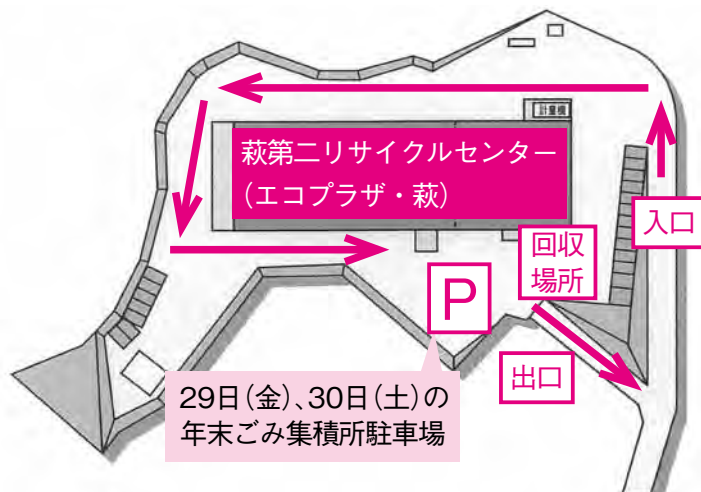 計量機
萩第二リサイクルセンター
(エコプラザ・萩)
入口
回収
場所
P
出口
29日(金)、30日(土)の
年末ごみ集積所駐車場